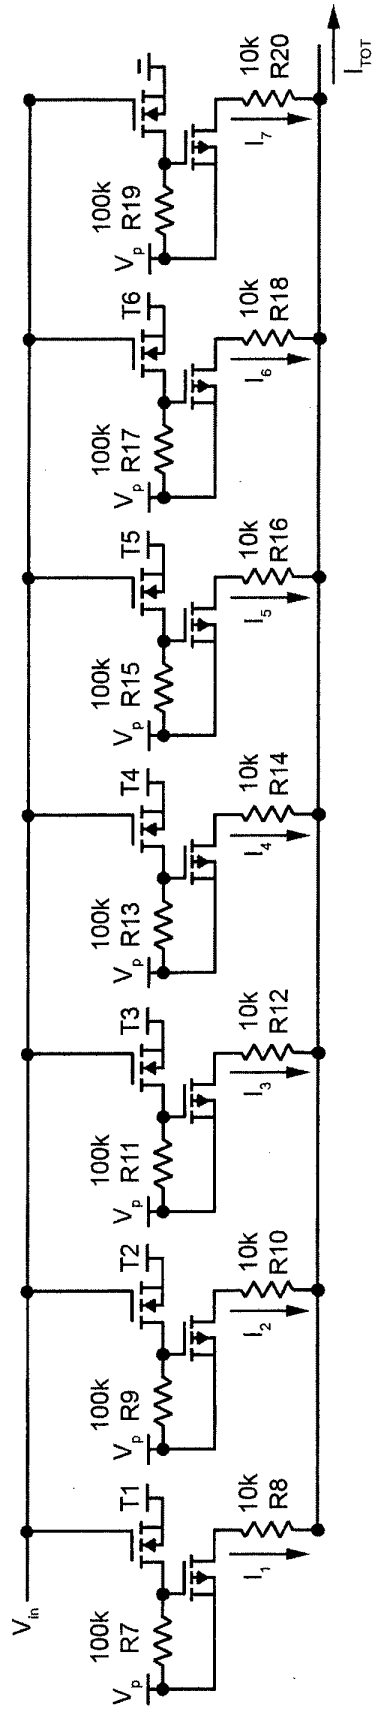 V_in
V_p
100k
R7
T1
10k
R8
I_1
V_p
100k
R9
T2
10k
R10
I_2
V_p
100k
R11
T3
10k
R12
I_3
V_p
100k
R13
T4
10k
R14
I_4
V_p
100k
R15
T5
10k
R16
I_5
V_p
100k
R17
T6
10k
R18
I_6
V_p
100k
R19
10k
R20
I_7
I_TOT